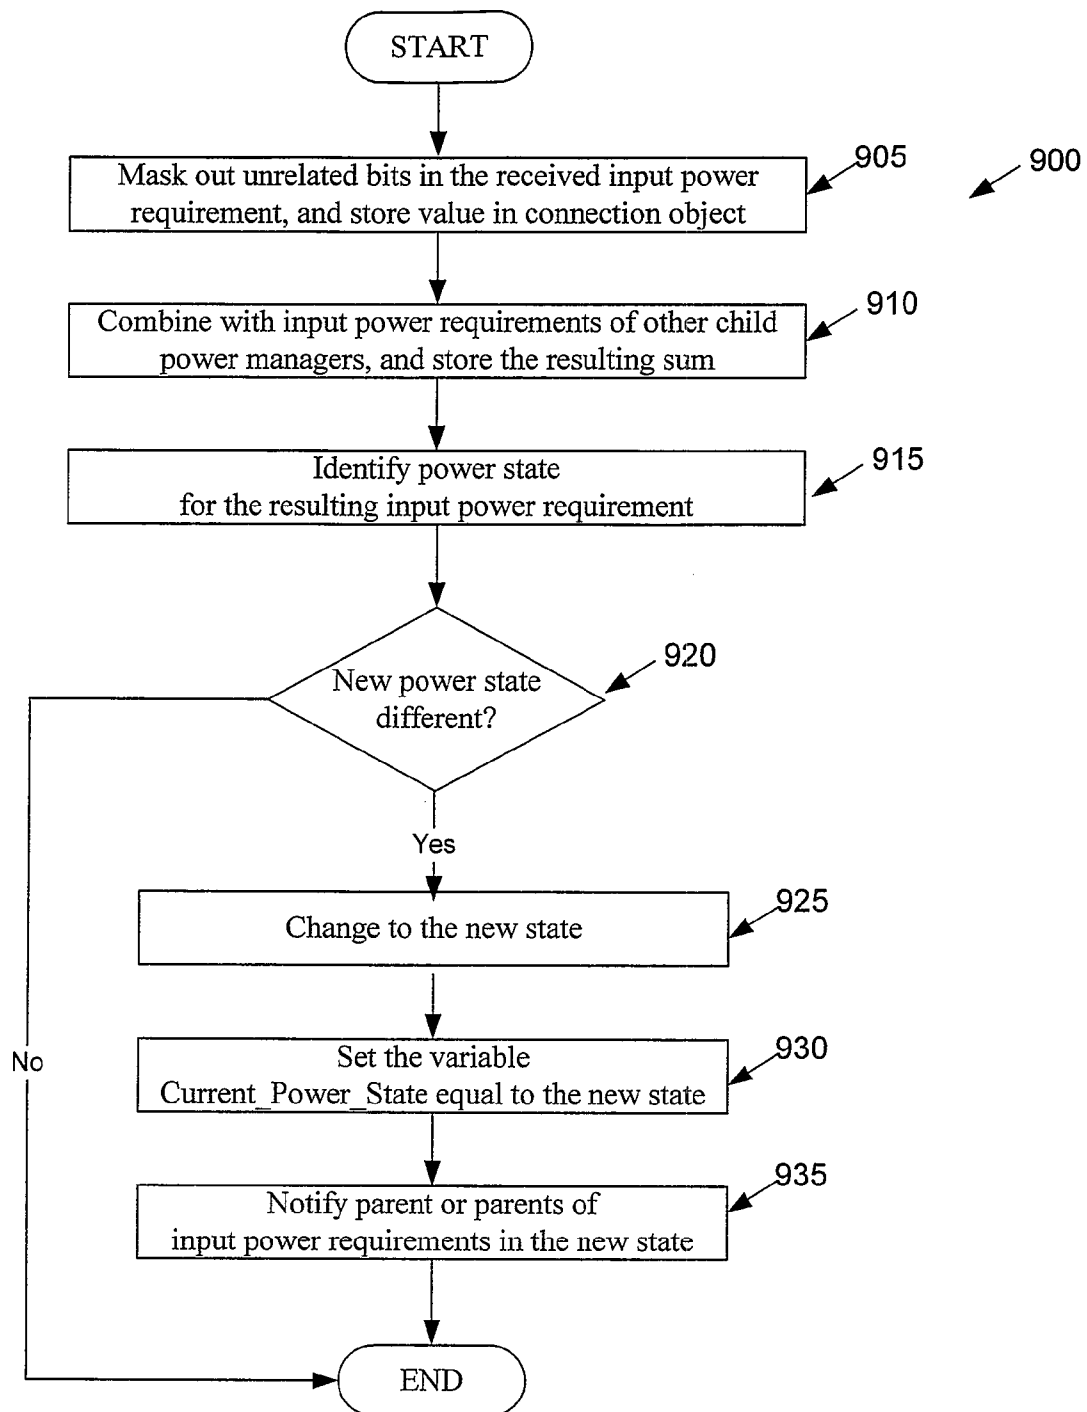 START
Mask out unrelated bits in the received input power
requirement, and store value in connection object
905
900
Combine with input power requirements of other child
power managers, and store the resulting sum
910
Identify power state
for the resulting input power requirement
915
New power state
different?
920
Yes
Change to the new state
925
No
Set the variable
Current_Power_State equal to the new state
930
Notify parent or parents of
input power requirements in the new state
935
END